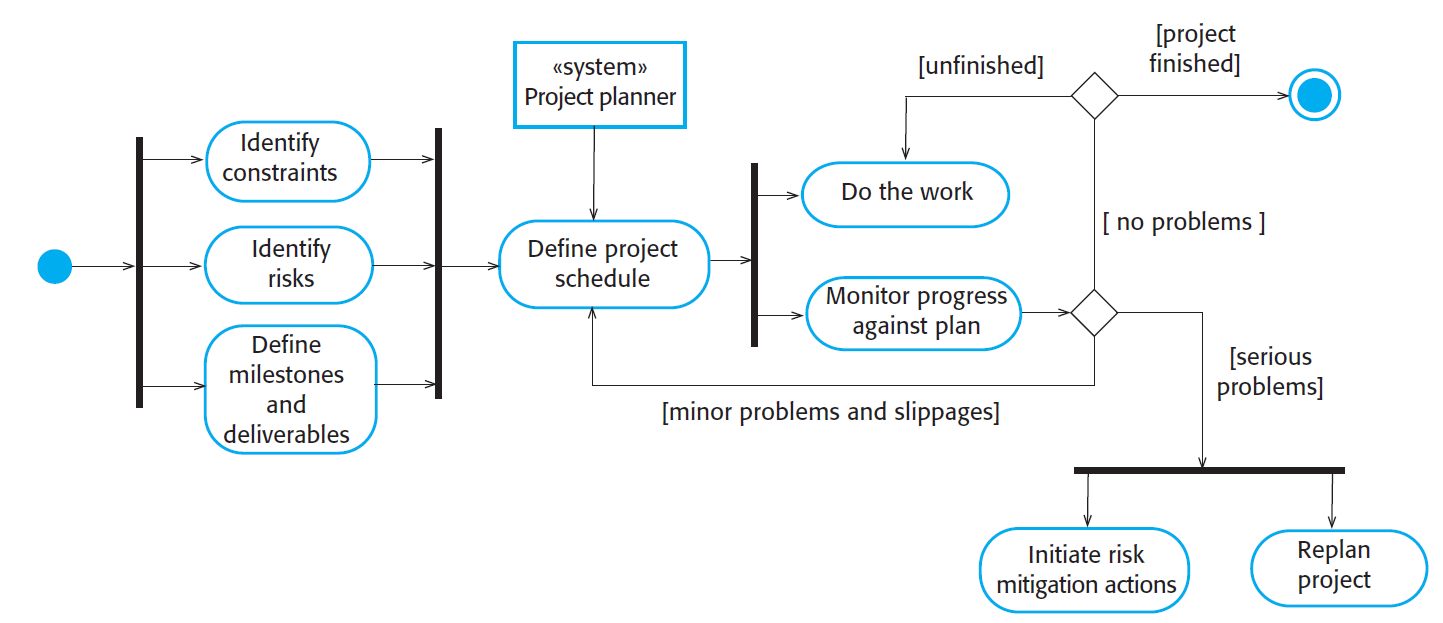 [project
finished]
[unfinished]
«system»
Project planner
Identify
constraints
Do the work
[ no problems ]
Identify
risks
Define project
schedule
Monitor progress
against plan
Define
milestones
and
deliverables
[serious
problems]
[minor problems and slippages]
Initiate risk
mitigation actions
Replan
project